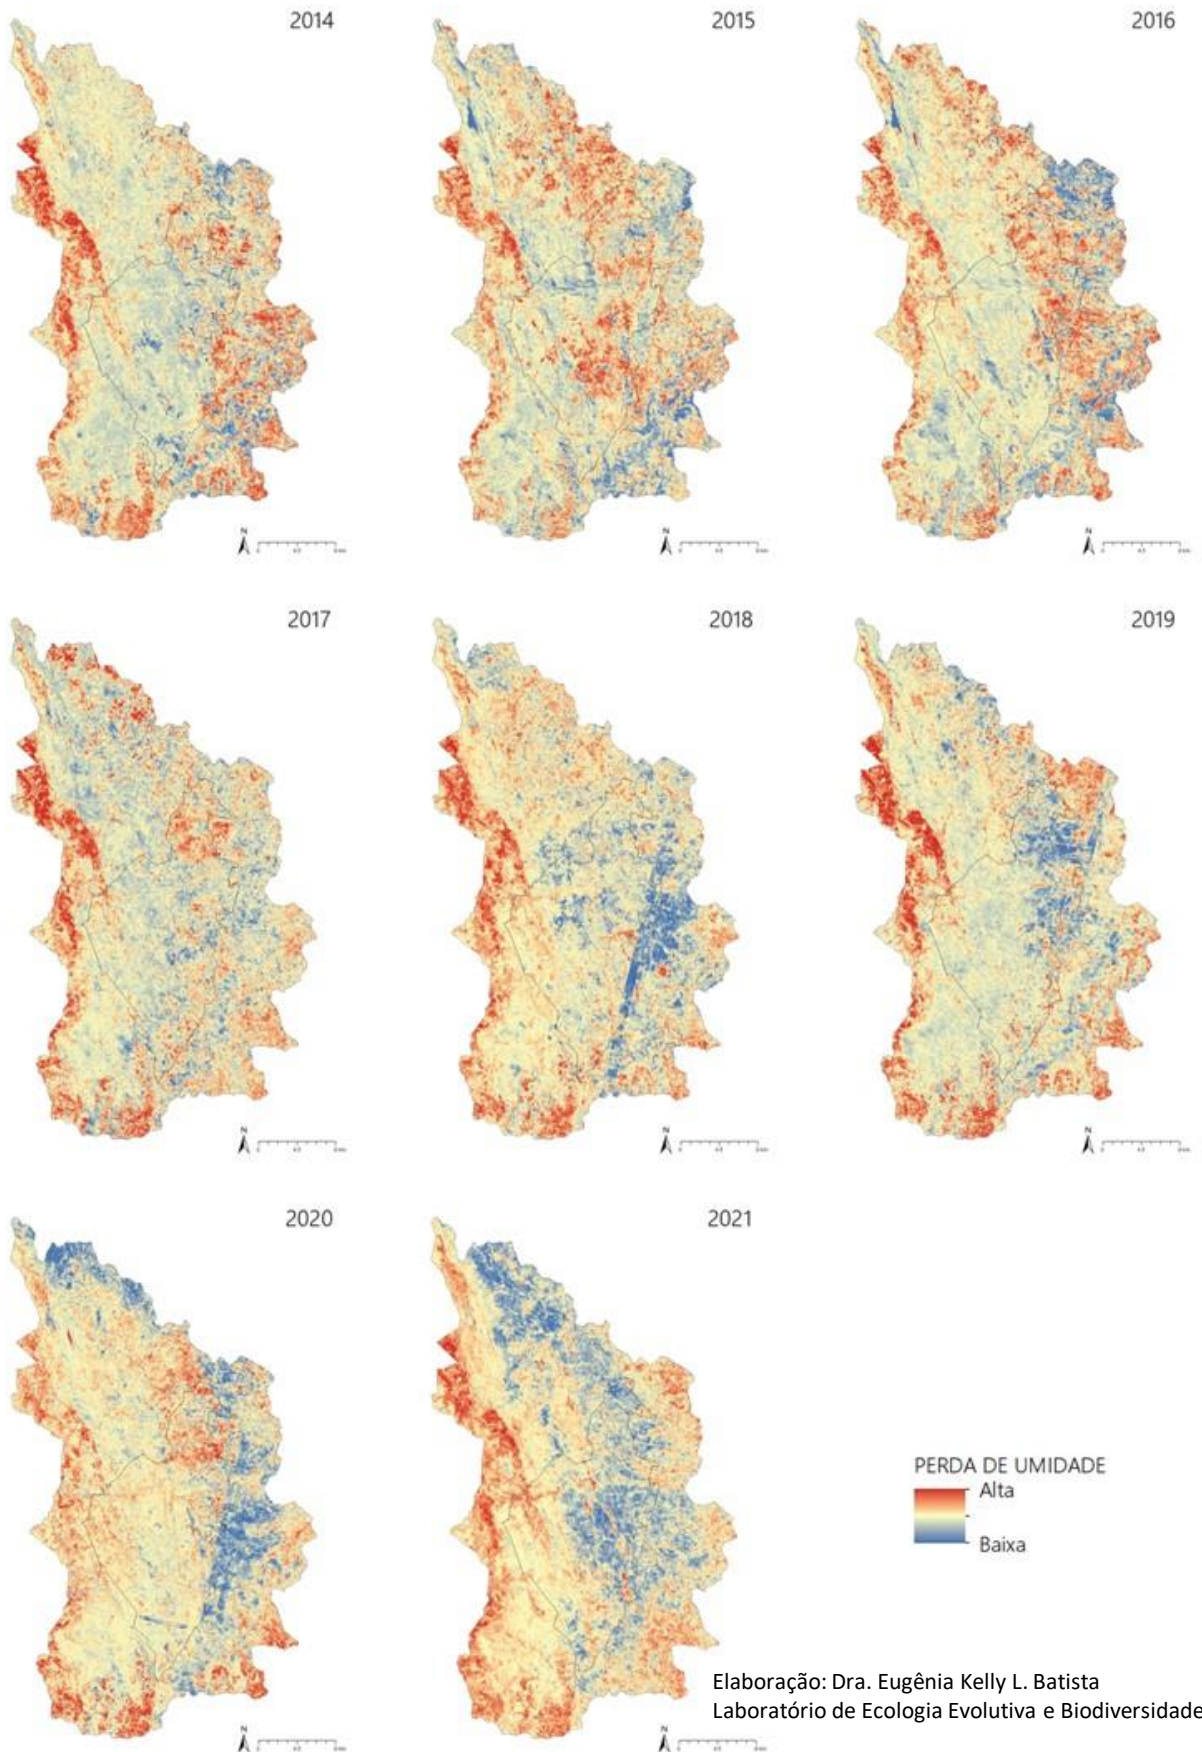 2014
2015
2016
N
N
N
2017
2018
2019
N
N
N
2020
2021
PERDA DE UMIDADE
Alta
Baixa
Elaboração: Dra. Eugênia Kelly L. Batista
Laboratório de Ecologia Evolutiva e Biodiversidade
N
N